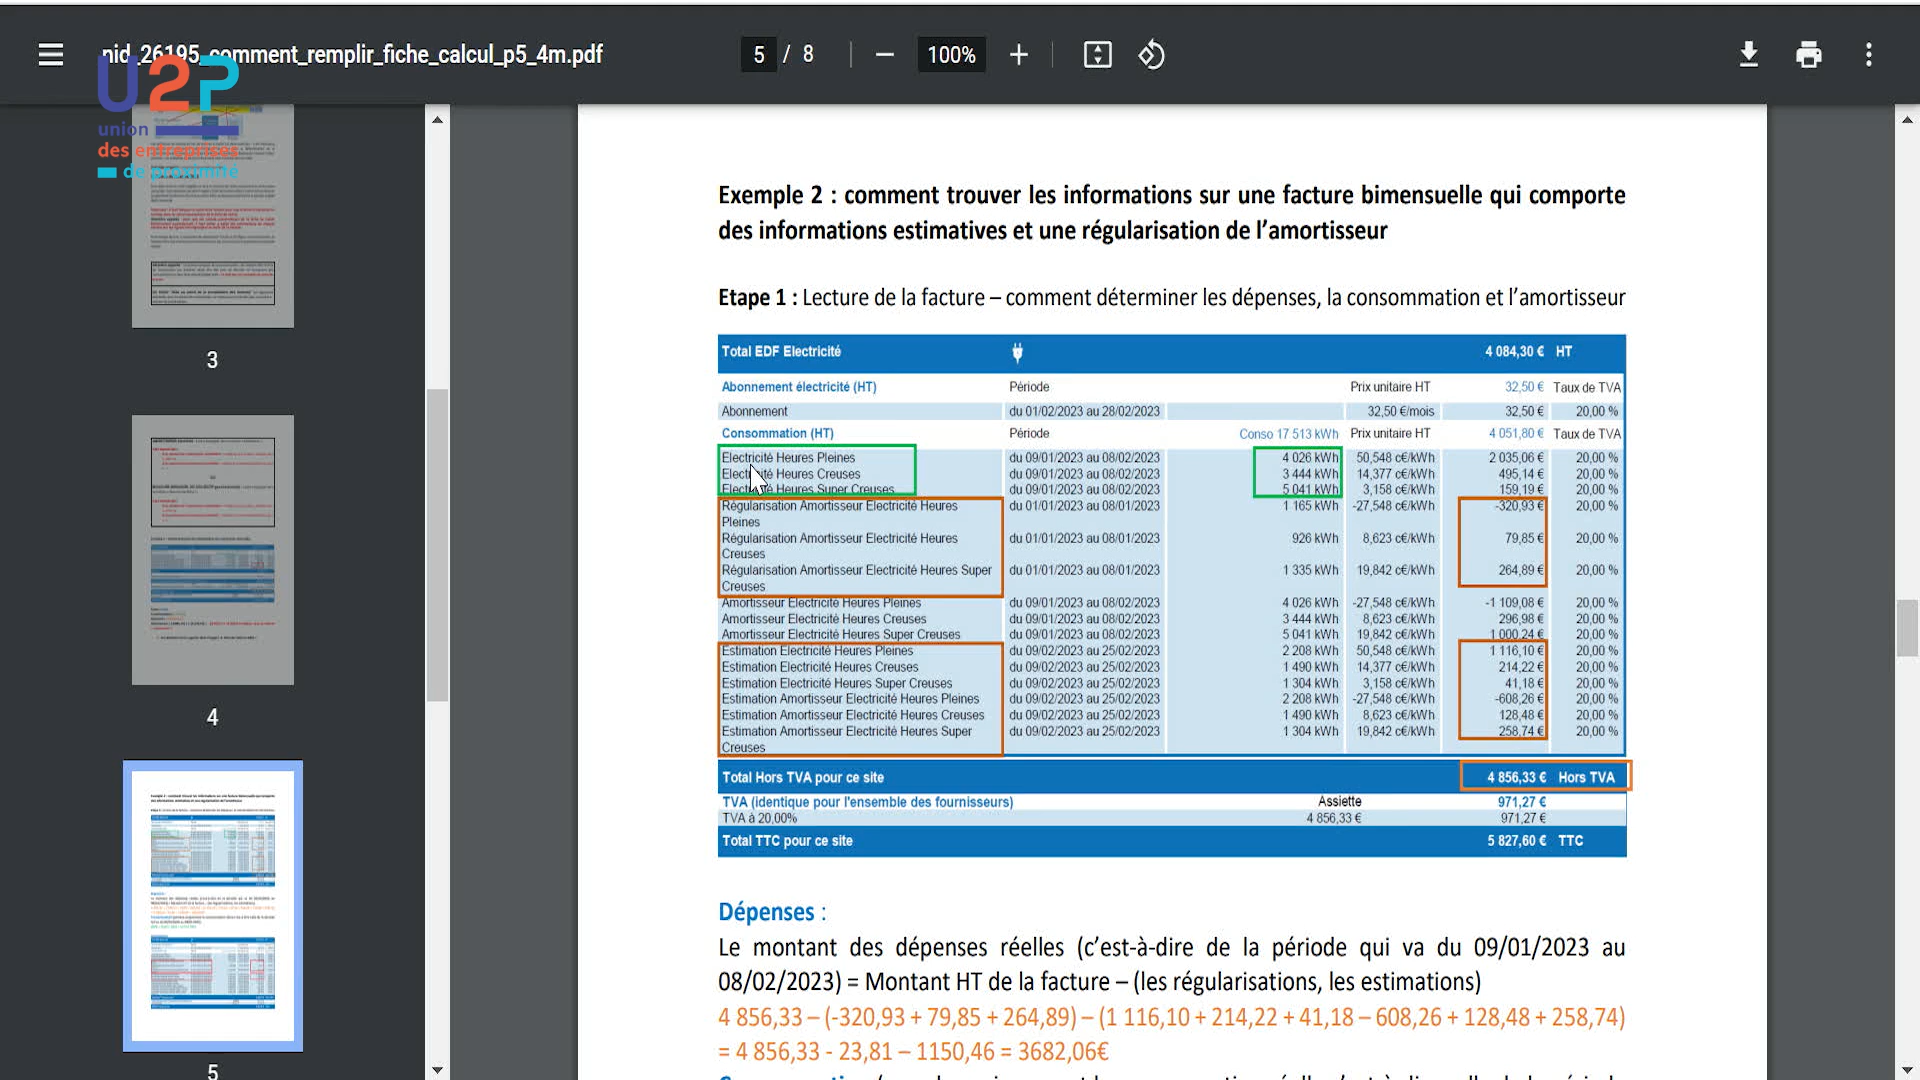 nid_26195_comment_remplir_fiche_calcul_p5_4m.pdf
5 / 8
100%
U2P
union
des entreprises
de proximité
3
4
5
Exemple 2 : comment trouver les informations sur une facture bimensuelle qui comporte
des informations estimatives et une régularisation de l’amortisseur
Etape 1 : Lecture de la facture – comment déterminer les dépenses, la consommation et l’amortisseur
Total EDF Electricité 4 084,30 € HT
Abonnement électricité (HT) Période Prix unitaire HT 32,50 € Taux de TVA
Abonnement du 01/02/2023 au 28/02/2023 32,50 €/mois 32,50 € 20,00 %
Consommation (HT) Période Conso 17 513 kWh Prix unitaire HT 4 051,80 € Taux de TVA
Electricité Heures Pleines du 09/01/2023 au 08/02/2023 4 026 kWh 50,548 c€/kWh 2 035,06 € 20,00 %
Electricité Heures Creuses du 09/01/2023 au 08/02/2023 3 444 kWh 14,377 c€/kWh 495,14 € 20,00 %
Electricité Heures Super Creuses du 09/01/2023 au 08/02/2023 5 041 kWh 3,158 c€/kWh 159,19 € 20,00 %
Régularisation Amortisseur Electricité Heures du 01/01/2023 au 08/01/2023 1 165 kWh -27,548 c€/kWh -320,93 € 20,00 %
Pleines
Régularisation Amortisseur Electricité Heures du 01/01/2023 au 08/01/2023 926 kWh 8,623 c€/kWh 79,85 € 20,00 %
Creuses
Régularisation Amortisseur Electricité Heures Super du 01/01/2023 au 08/01/2023 1 335 kWh 19,842 c€/kWh 264,89 € 20,00 %
Creuses
Amortisseur Electricité Heures Pleines du 09/01/2023 au 08/02/2023 4 026 kWh -27,548 c€/kWh -1 109,08 € 20,00 %
Amortisseur Electricité Heures Creuses du 09/01/2023 au 08/02/2023 3 444 kWh 8,623 c€/kWh 296,98 € 20,00 %
Amortisseur Electricité Heures Super Creuses du 09/01/2023 au 08/02/2023 5 041 kWh 19,842 c€/kWh 1 000,24 € 20,00 %
Estimation Electricité Heures Pleines du 09/02/2023 au 25/02/2023 2 208 kWh 50,548 c€/kWh 1 116,10 € 20,00 %
Estimation Electricité Heures Creuses du 09/02/2023 au 25/02/2023 1 490 kWh 14,377 c€/kWh 214,22 € 20,00 %
Estimation Electricité Heures Super Creuses du 09/02/2023 au 25/02/2023 1 304 kWh 3,158 c€/kWh 41,18 € 20,00 %
Estimation Amortisseur Electricité Heures Pleines du 09/02/2023 au 25/02/2023 2 208 kWh -27,548 c€/kWh -608,26 € 20,00 %
Estimation Amortisseur Electricité Heures Creuses du 09/02/2023 au 25/02/2023 1 490 kWh 8,623 c€/kWh 128,48 € 20,00 %
Estimation Amortisseur Electricité Heures Super du 09/02/2023 au 25/02/2023 1 304 kWh 19,842 c€/kWh 258,74 € 20,00 %
Creuses
Total Hors TVA pour ce site 4 856,33 € Hors TVA
TVA (identique pour l'ensemble des fournisseurs) Assiette 971,27 €
TVA à 20,00% 4 856,33 € 971,27 €
Total TTC pour ce site 5 827,60 € TTC
Dépenses :
Le montant des dépenses réelles (c’est-à-dire de la période qui va du 09/01/2023 au
08/02/2023) = Montant HT de la facture – (les régularisations, les estimations)
4 856,33 – (-320,93 + 79,85 + 264,89) – (1 116,10 + 214,22 + 41,18 – 608,26 + 128,48 + 258,74)
= 4 856,33 - 23,81 – 1150,46 = 3682,06€